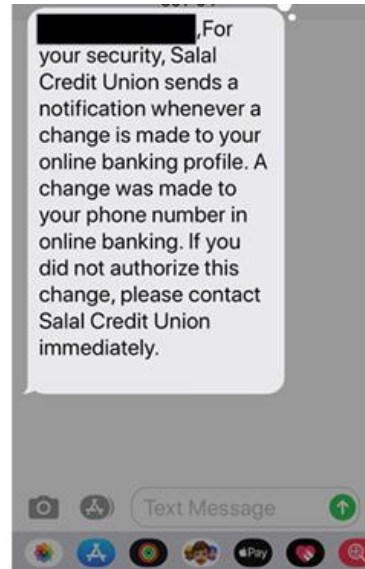 ,For
your security, Salal
Credit Union sends a
notification whenever a
change is made to your
online banking profile. A
change was made to
your phone number in
online banking. If you
did not authorize this
change, please contact
Salal Credit Union
immediately.
Text Message
Pay